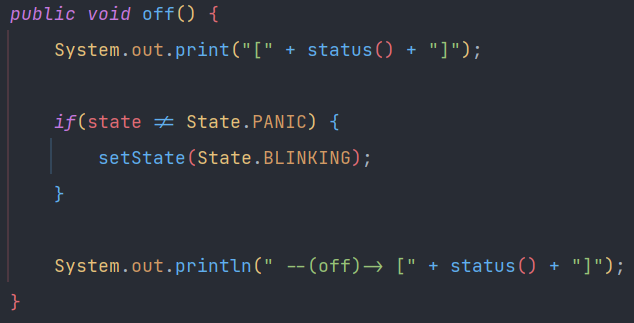 public void off() {
System.out.print("[" + status() + "]");
if(state != State.PANIC) {
setState(State.BLINKING);
}
System.out.println(" --(off)-> [" + status() + "]");
}